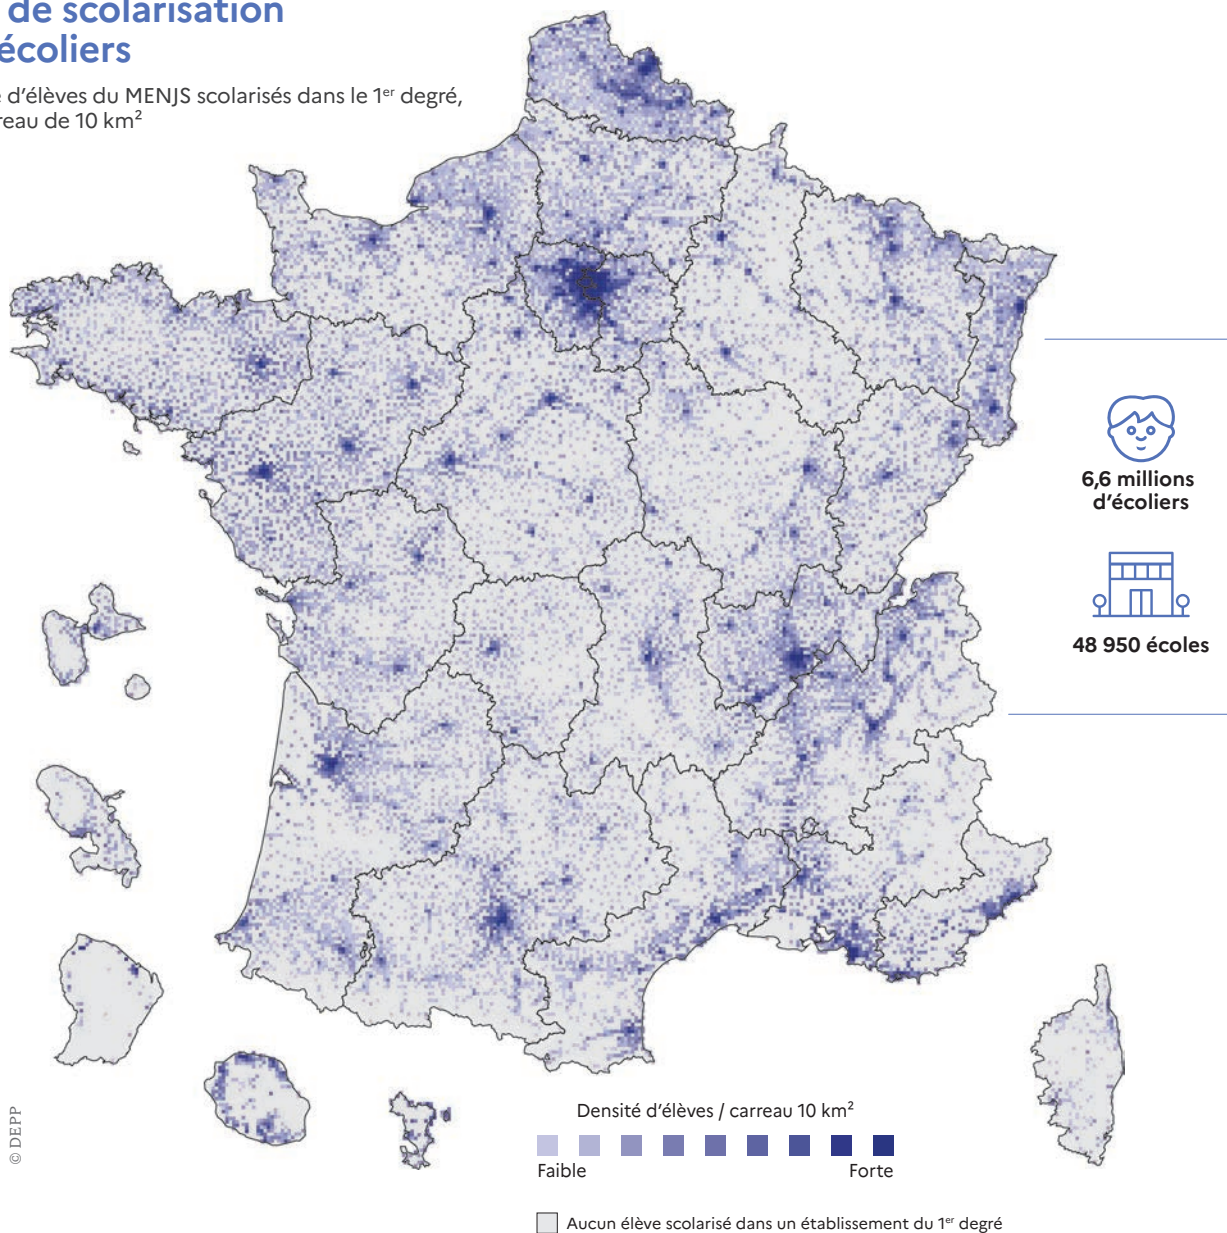 de scolarisation
écoliers
d'élèves du MENJS scolarisés dans le 1er degré,
reau de 10 km²
6,6 millions
d'écoliers
48 950 écoles
Densité d'élèves / carreau 10 km²
Faible Forte
Aucun élève scolarisé dans un établissement du 1er degré
© DEPP